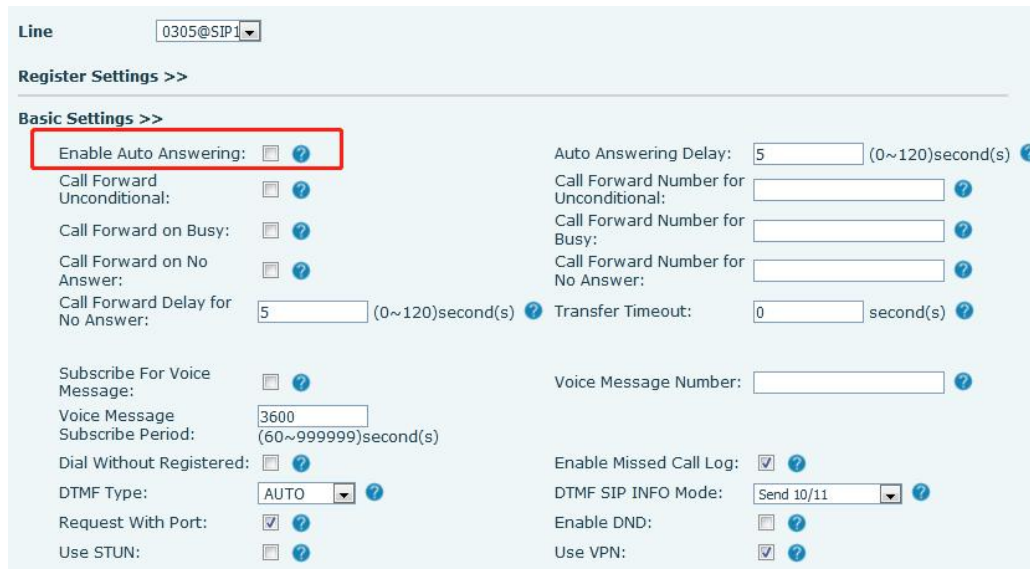 Line 0305@SIP1
Register Settings >>
Basic Settings >>
Enable Auto Answering: ? Auto Answering Delay: 5 (0~120)second(s) ?
Call Forward
Unconditional: ? Call Forward Number for
Unconditional: ?
Call Forward on Busy: ? Call Forward Number for
Busy: ?
Call Forward on No
Answer: ? Call Forward Number for
No Answer: ?
Call Forward Delay for
No Answer: 5 (0~120)second(s) ? Transfer Timeout: 0 second(s) ?
Subscribe For Voice
Message: ? Voice Message Number: ?
Voice Message
Subscribe Period: 3600
(60~999999)second(s)
Dial Without Registered: ? Enable Missed Call Log: ?
DTMF Type: AUTO ? DTMF SIP INFO Mode: Send 10/11 ?
Request With Port: ? Enable DND: ?
Use STUN: ? Use VPN: ?